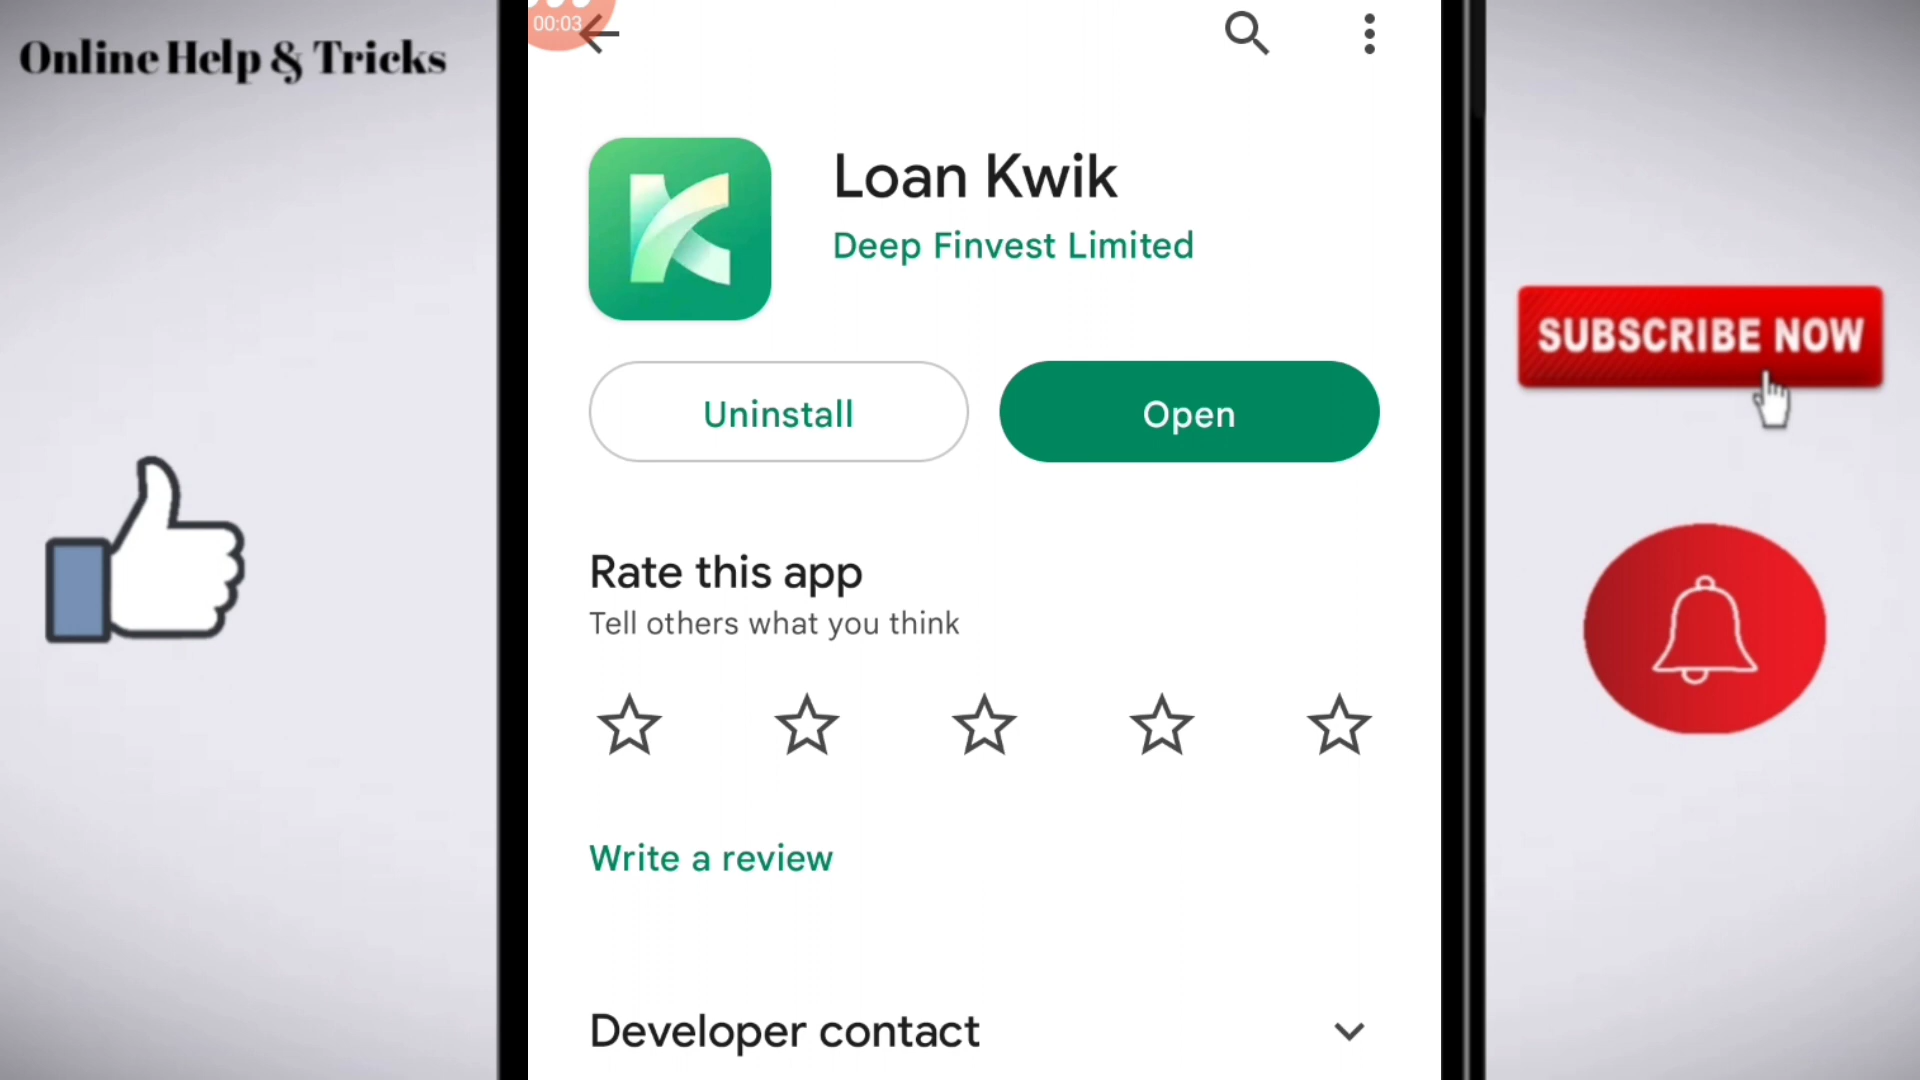 Online Help & Tricks
00:03
Loan Kwik
Deep Finvest Limited
Uninstall
Open
Rate this app
Tell others what you think
Write a review
Developer contact
SUBSCRIBE NOW